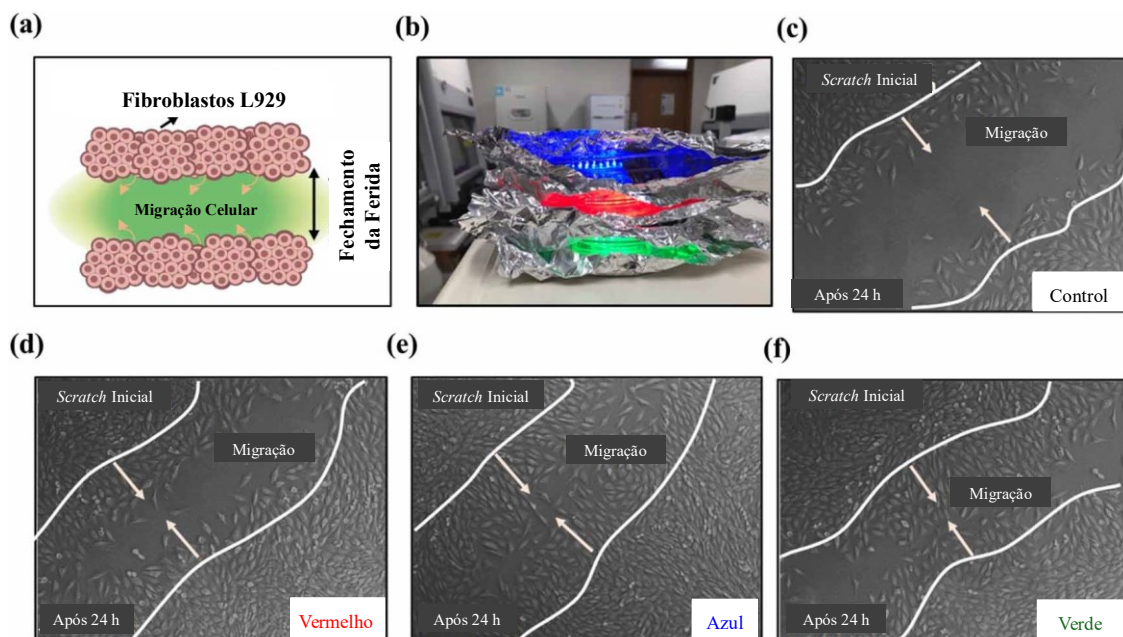 (a)
Fibroblastos L929
Migração Celular
Fechamento
da Ferida
(b)
(c)
Scratch Inicial
Migração
Após 24 h
Control
(d)
Scratch Inicial
Migração
Após 24 h
Vermelho
(e)
Scratch Inicial
Migração
Após 24 h
Azul
(f)
Scratch Inicial
Migração
Após 24 h
Verde